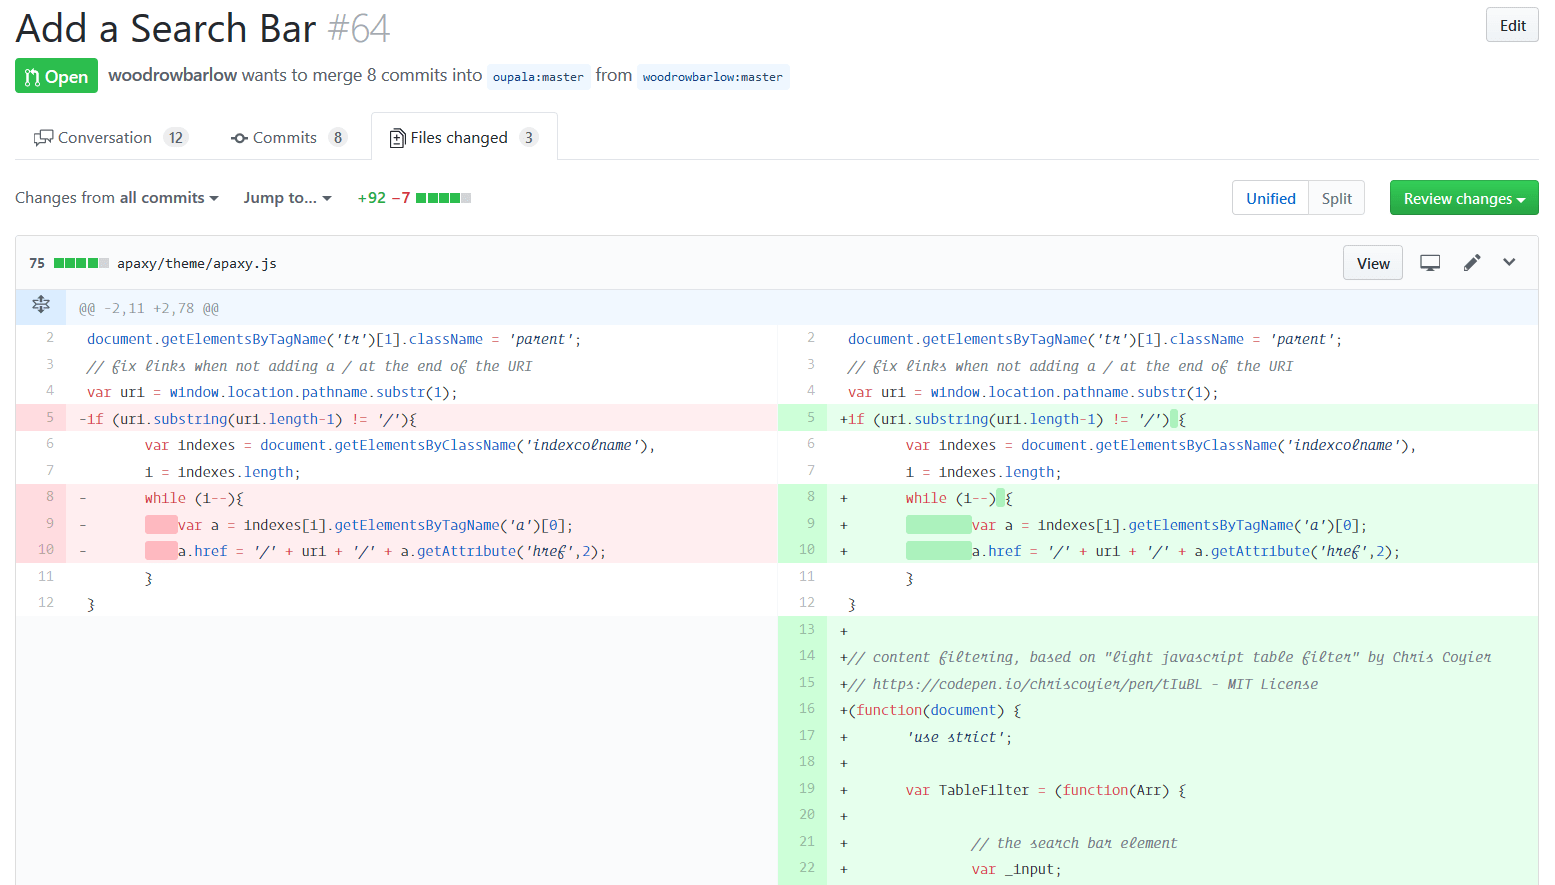 Add a Search Bar #64
Edit
Open woodrowbarlow wants to merge 8 commits into oupala:master from woodrowbarlow:master
Conversation 12 Commits 8 Files changed 3
Changes from all commits Jump to... +92 −7 Unified Split Review changes
75 apaxy/theme/apaxy.js View
@@ -2,11 +2,78 @@
2 document.getElementsByTagName('tr')[1].className = 'parent';
3 // fix links when not adding a / at the end of the URI
4 var uri = window.location.pathname.substr(1);
5 -if (uri.substring(uri.length-1) != '/'){
6 var indexes = document.getElementsByClassName('indexcolname'),
7 i = indexes.length;
8 - while (i--){
9 - var a = indexes[i].getElementsByTagName('a')[0];
10 - a.href = '/' + uri + '/' + a.getAttribute('href',2);
11 }
12 }
2 document.getElementsByTagName('tr')[1].className = 'parent';
3 // fix links when not adding a / at the end of the URI
4 var uri = window.location.pathname.substr(1);
5 +if (uri.substring(uri.length-1) != '/') {
6 var indexes = document.getElementsByClassName('indexcolname'),
7 i = indexes.length;
8 + while (i--) {
9 + var a = indexes[i].getElementsByTagName('a')[0];
10 + a.href = '/' + uri + '/' + a.getAttribute('href',2);
11 }
12 }
13 +
14 +// content filtering, based on "light javascript table filter" by Chris Coyier
15 +// https://codepen.io/chriscoyier/pen/tIuBL - MIT License
16 +(function(document) {
17 + 'use strict';
18 +
19 + var TableFilter = (function(Arr) {
20 +
21 + // the search bar element
22 + var _input;